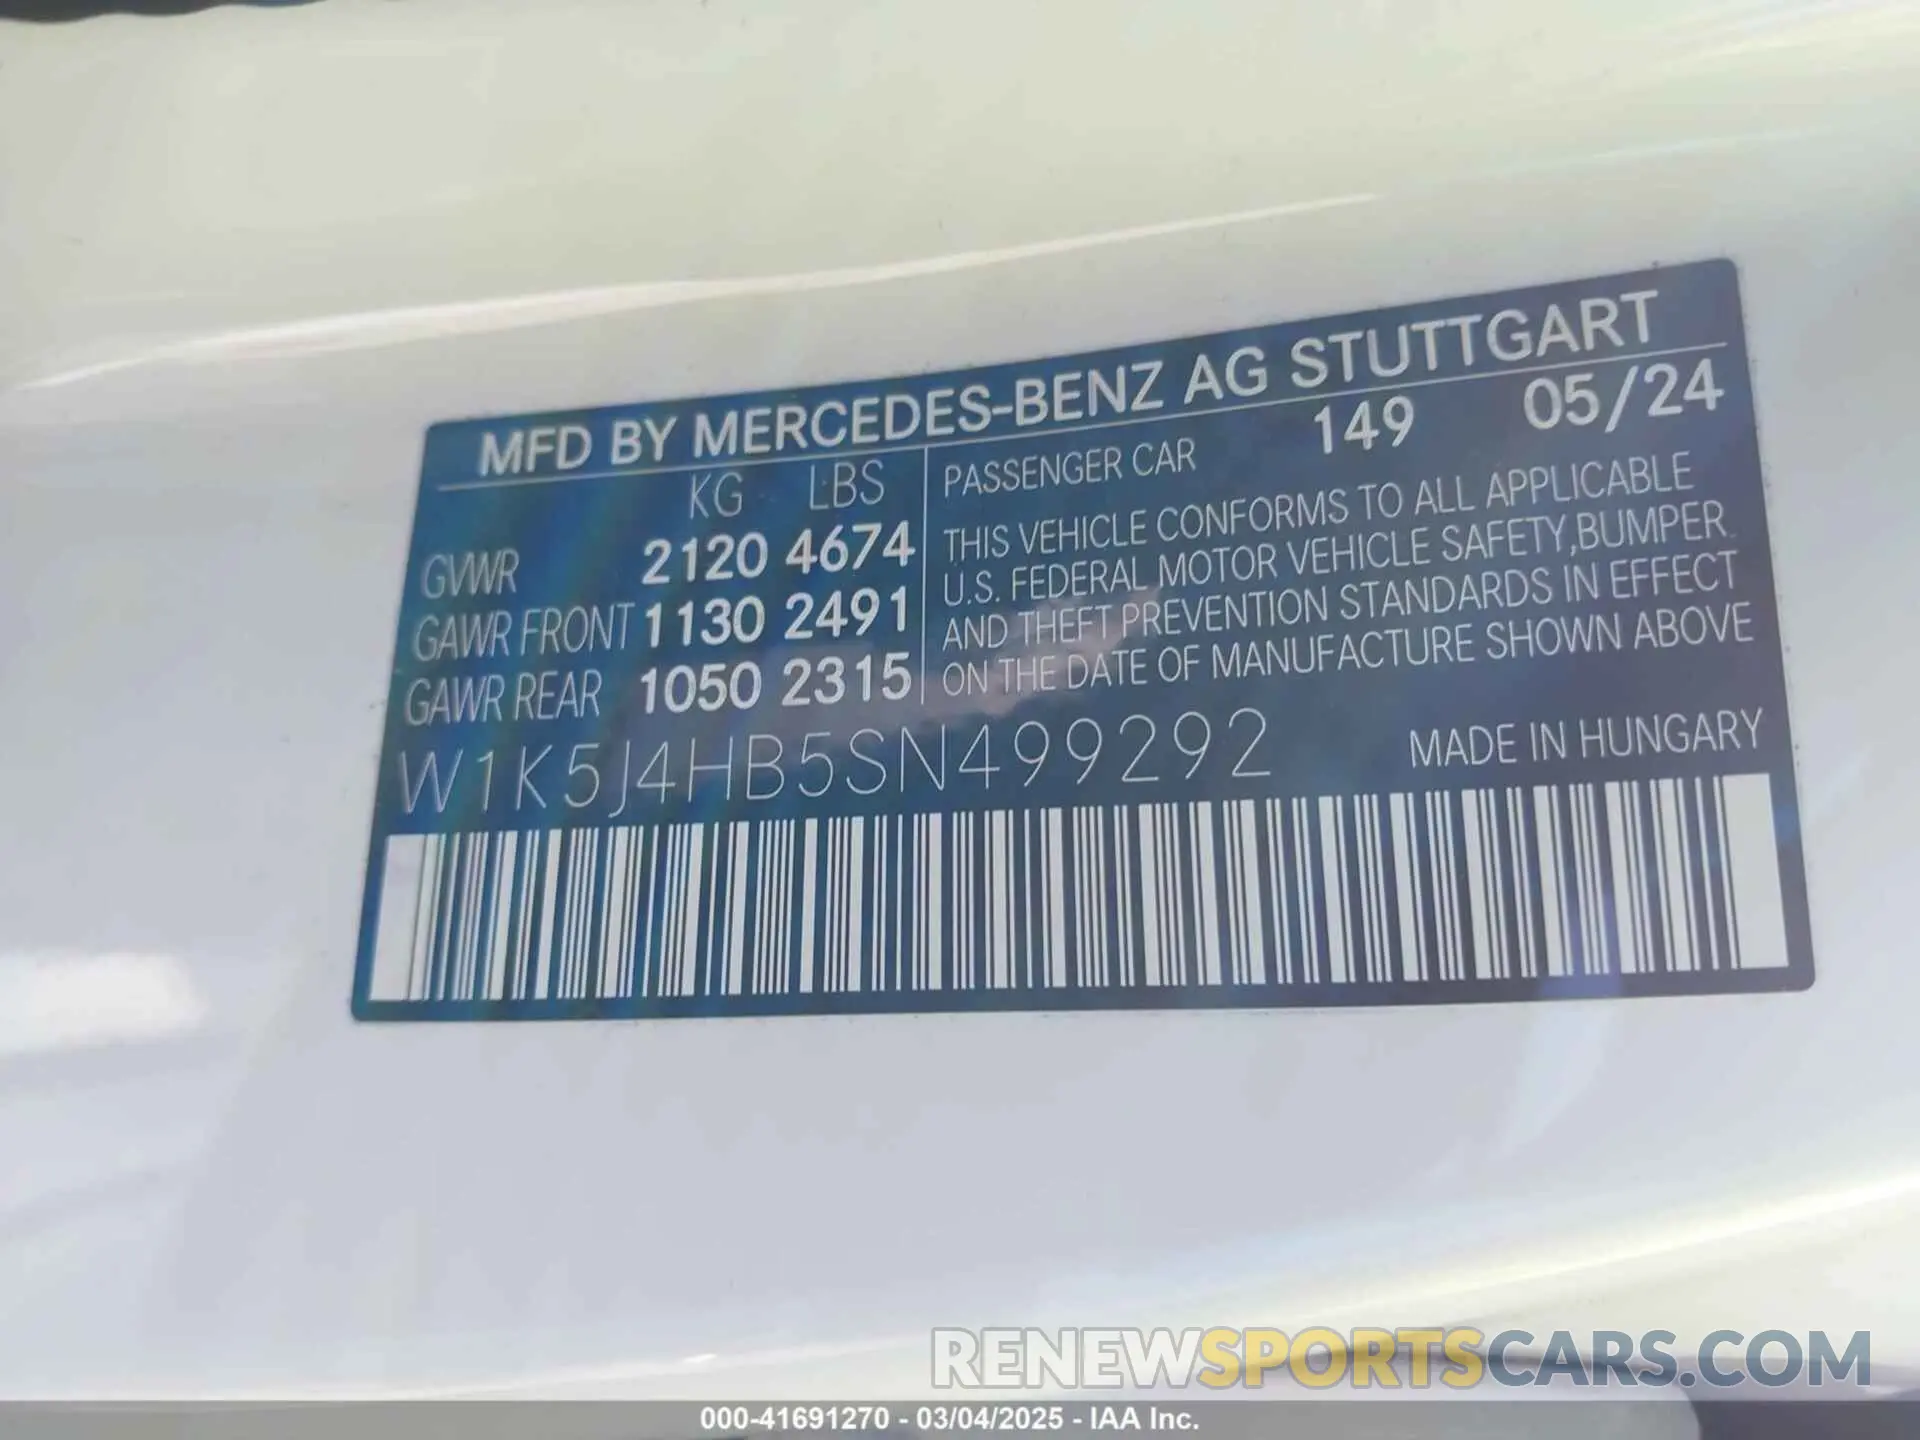 MFD BY MERCEDES-BENZ AG STUTTGART
KG LBS
GVWR 2120 4674
GAWR FRONT 1130 2491
GAWR REAR 1050 2315
PASSENGER CAR 149 05/24
THIS VEHICLE CONFORMS TO ALL APPLICABLE
U.S. FEDERAL MOTOR VEHICLE SAFETY,BUMPER
AND THEFT PREVENTION STANDARDS IN EFFECT
ON THE DATE OF MANUFACTURE SHOWN ABOVE
W1K5J4HB5SN499292 MADE IN HUNGARY
RENEWSPORTSCARS.COM
000-41691270 - 03/04/2025 - IAA Inc.